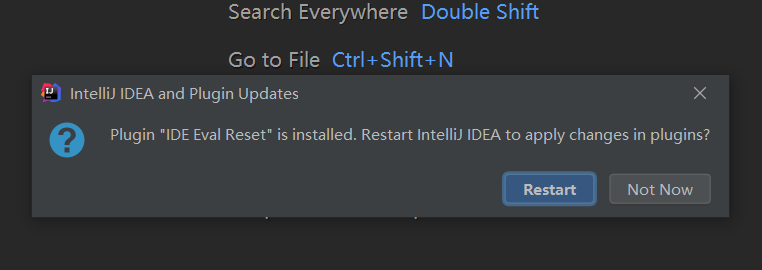 Search Everywhere Double Shift
Go to File Ctrl+Shift+N
IntelliJ IDEA and Plugin Updates
Plugin "IDE Eval Reset" is installed. Restart IntelliJ IDEA to apply changes in plugins?
Restart Not Now